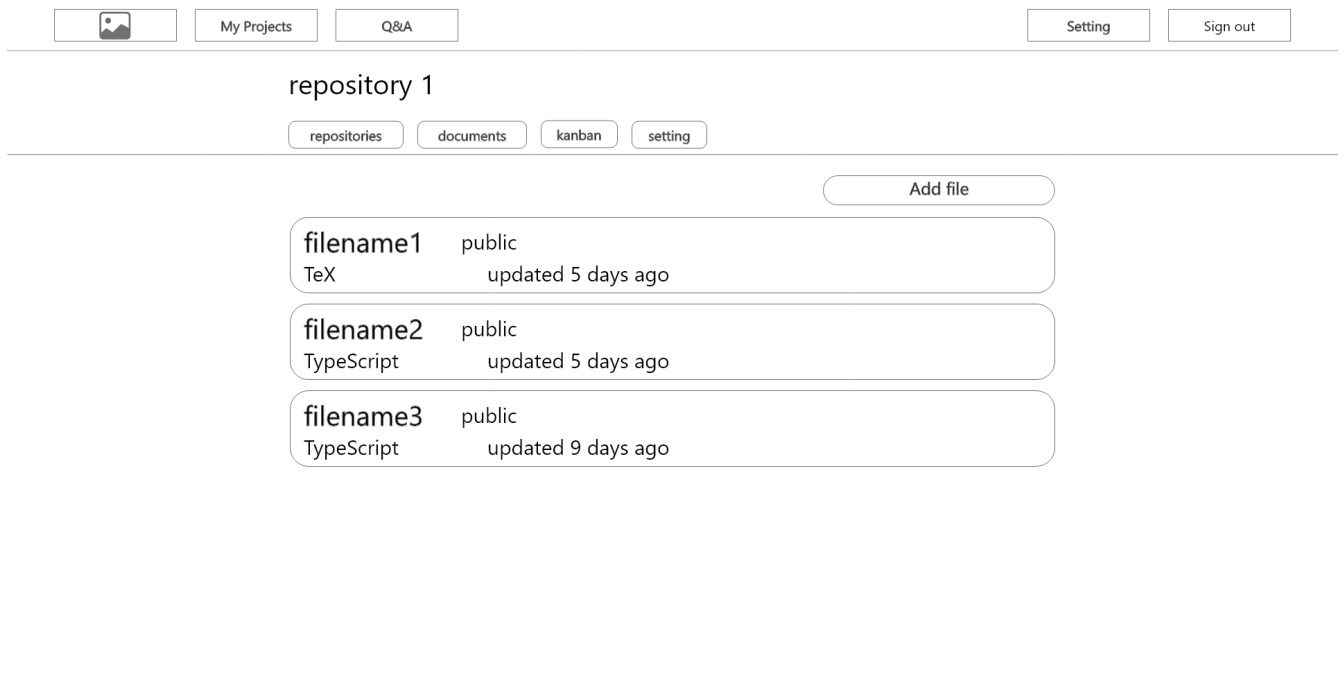 My Projects
Q&A
Setting
Sign out
repository 1
repositories
documents
kanban
setting
Add file
filename1 public
TeX updated 5 days ago
filename2 public
TypeScript updated 5 days ago
filename3 public
TypeScript updated 9 days ago